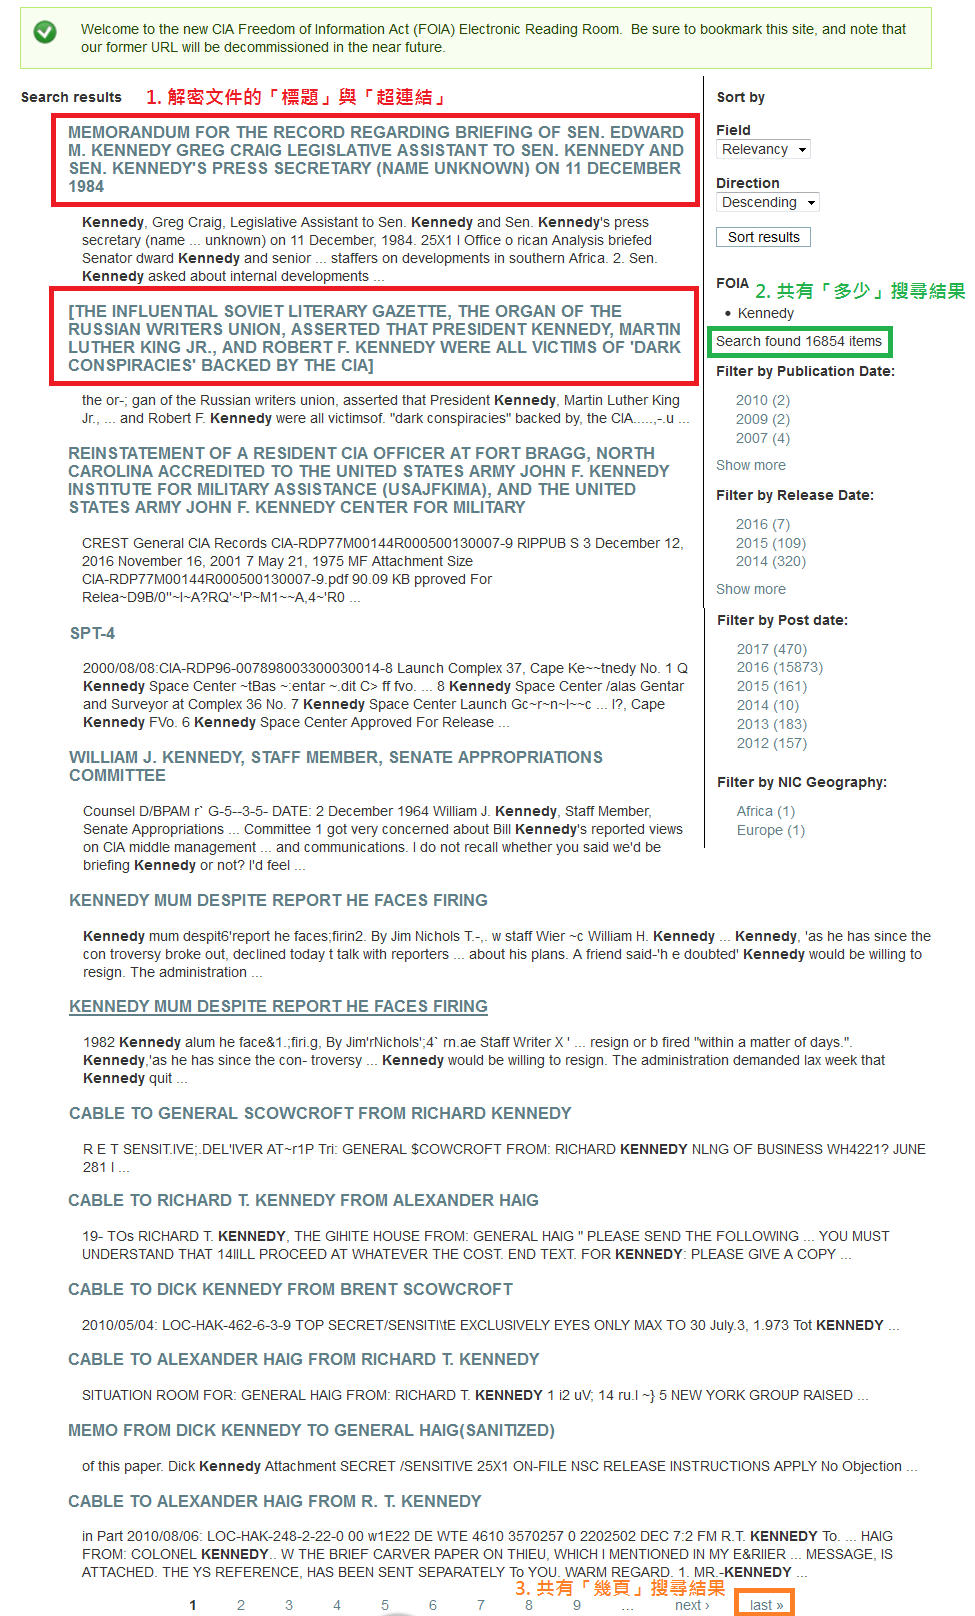 Welcome to the new CIA Freedom of Information Act (FOIA) Electronic Reading Room.  Be sure to bookmark this site, and note that
our former URL will be decommissioned in the near future.
Search results
1. 解密文件的「標題」與「超連結」
MEMORANDUM FOR THE RECORD REGARDING BRIEFING OF SEN. EDWARD
M. KENNEDY GREG CRAIG LEGISLATIVE ASSISTANT TO SEN. KENNEDY AND
SEN. KENNEDY'S PRESS SECRETARY (NAME UNKNOWN) ON 11 DECEMBER
1984
Kennedy, Greg Craig, Legislative Assistant to Sen. Kennedy and Sen. Kennedy's press
secretary (name ... unknown) on 11 December, 1984. 25X1 I Office o rican Analysis briefed
Senator dward Kennedy and senior ... staffers on developments in southern Africa. 2. Sen.
Kennedy asked about internal developments ...
[THE INFLUENTIAL SOVIET LITERARY GAZETTE, THE ORGAN OF THE
RUSSIAN WRITERS UNION, ASSERTED THAT PRESIDENT KENNEDY, MARTIN
LUTHER KING JR., AND ROBERT F. KENNEDY WERE ALL VICTIMS OF 'DARK
CONSPIRACIES' BACKED BY THE CIA]
the or-; gan of the Russian writers union, asserted that President Kennedy, Martin Luther King
Jr., ... and Robert F. Kennedy were all victimsof. "dark conspiracies" backed by, the CIA.....,-.u ...
REINSTATEMENT OF A RESIDENT CIA OFFICER AT FORT BRAGG, NORTH
CAROLINA ACCREDITED TO THE UNITED STATES ARMY JOHN F. KENNEDY
INSTITUTE FOR MILITARY ASSISTANCE (USAJFKIMA), AND THE UNITED
STATES ARMY JOHN F. KENNEDY CENTER FOR MILITARY
CREST General CIA Records CIA-RDP77M00144R000500130007-9 RIPPUB S 3 December 12,
2016 November 16, 2001 7 May 21, 1975 MF Attachment Size
CIA-RDP77M00144R000500130007-9.pdf 90.09 KB pproved For
Relea~D9B/0"~I~A?RQ'~'P~M1~~A,4~'R0 ...
SPT-4
2000/08/08:CIA-RDP96-007898003300030014-8 Launch Complex 37, Cape Ke~~tnedy No. 1 Q
Kennedy Space Center ~tBas ~:entar ~.dit C> ff fvo. ... 8 Kennedy Space Center /alas Gentar
and Surveyor at Complex 36 No. 7 Kennedy Space Center Launch Gc~r~n~l~~c ... l?, Cape
Kennedy FVo. 6 Kennedy Space Center Approved For Release ...
WILLIAM J. KENNEDY, STAFF MEMBER, SENATE APPROPRIATIONS
COMMITTEE
Counsel D/BPAM r` G-5--3-5- DATE: 2 December 1964 William J. Kennedy, Staff Member,
Senate Appropriations ... Committee 1 got very concerned about Bill Kennedy's reported views
on CIA middle management ... and communications. I do not recall whether you said we'd be
briefing Kennedy or not? I'd feel ...
KENNEDY MUM DESPITE REPORT HE FACES FIRING
Kennedy mum despit6'report he faces;firin2. By Jim Nichols T.-,. w staff Wier ~c William H. Kennedy ... Kennedy, 'as he has since the
con troversy broke out, declined today t talk with reporters ... about his plans. A friend said-'h e doubted' Kennedy would be willing to
resign. The administration ...
KENNEDY MUM DESPITE REPORT HE FACES FIRING
1982 Kennedy alum he face&1.;firi.g, By Jim'rNichols';4` rn.ae Staff Writer X ' ... resign or b fired "within a matter of days.".
Kennedy,'as he has since the con- troversy ... Kennedy would be willing to resign. The administration demanded lax week that
Kennedy quit ...
CABLE TO GENERAL SCOWCROFT FROM RICHARD KENNEDY
R E T SENSIT.IVE;.DEL'IVER AT~r1P Tri: GENERAL $COWCROFT FROM: RICHARD KENNEDY NLNG OF BUSINESS WH4221? JUNE
281 I ...
CABLE TO RICHARD T. KENNEDY FROM ALEXANDER HAIG
19- TOs RICHARD T. KENNEDY, THE GIHITE HOUSE FROM: GENERAL HAIG " PLEASE SEND THE FOLLOWING ... YOU MUST
UNDERSTAND THAT 14IILL PROCEED AT WHATEVER THE COST. END TEXT. FOR KENNEDY: PLEASE GIVE A COPY ...
CABLE TO DICK KENNEDY FROM BRENT SCOWCROFT
2010/05/04: LOC-HAK-462-6-3-9 TOP SECRET/SENSITI\tE EXCLUSIVELY EYES ONLY MAX TO 30 July.3, 1.973 Tot KENNEDY ...
CABLE TO ALEXANDER HAIG FROM RICHARD T. KENNEDY
SITUATION ROOM FOR: GENERAL HAIG FROM: RICHARD T. KENNEDY 1 i2 uV; 14 ru.l ~} 5 NEW YORK GROUP RAISED ...
MEMO FROM DICK KENNEDY TO GENERAL HAIG(SANITIZED)
of this paper. Dick Kennedy Attachment SECRET /SENSITIVE 25X1 ON-FILE NSC RELEASE INSTRUCTIONS APPLY No Objection ...
CABLE TO ALEXANDER HAIG FROM R. T. KENNEDY
in Part 2010/08/06: LOC-HAK-248-2-22-0 00 w1E22 DE WTE 4610 3570257 0 2202502 DEC 7:2 FM R.T. KENNEDY To. ... HAIG
FROM: COLONEL KENNEDY.. W THE BRIEF CARVER PAPER ON THIEU, WHICH I MENTIONED IN MY E&RIIER ... MESSAGE, IS
ATTACHED. THE YS REFERENCE, HAS BEEN SENT SEPARATELY To YOU. WARM REGARD. 1. MR.-KENNEDY ...
3. 共有「幾頁」搜尋結果
1 2 3 4 5 6 7 8 9 ... next › last »
Sort by
Field
Relevancy
Direction
Descending
Sort results
FOIA
2. 共有「多少」搜尋結果
• Kennedy
Search found 16854 items
Filter by Publication Date:
2010 (2)
2009 (2)
2007 (4)
Show more
Filter by Release Date:
2016 (7)
2015 (109)
2014 (320)
Show more
Filter by Post date:
2017 (470)
2016 (15873)
2015 (161)
2014 (10)
2013 (183)
2012 (157)
Filter by NIC Geography:
Africa (1)
Europe (1)